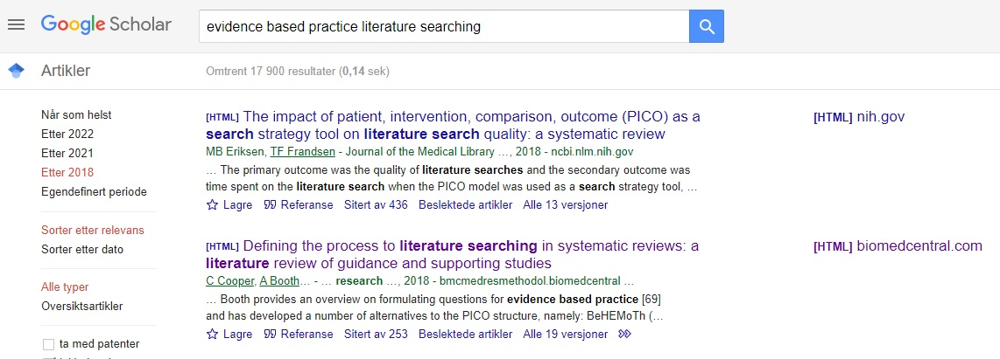 Google Scholar
evidence based practice literature searching
Artikler
Omtrent 17 900 resultater (0,14 sek)
Når som helst
Etter 2022
Etter 2021
Etter 2018
Egendefinert periode
Sorter etter relevans
Sorter etter dato
Alle typer
Oversiktsartikler
ta med patenter
[HTML] The impact of patient, intervention, comparison, outcome (PICO) as a
search strategy tool on literature search quality: a systematic review
MB Eriksen, TF Frandsen - Journal of the Medical Library …, 2018 - ncbi.nlm.nih.gov
… The primary outcome was the quality of literature searches and the secondary outcome was
time spent on the literature search when the PICO model was used as a search strategy tool, …
Lagre Referanse Sitert av 436 Beslektede artikler Alle 13 versjoner
[HTML] nih.gov
[HTML] Defining the process to literature searching in systematic reviews: a
literature review of guidance and supporting studies
C Cooper, A Booth… - … research …, 2018 - bmcmedresmethodol.biomedcentral …
… Booth provides an overview on formulating questions for evidence based practice [69]
and has developed a number of alternatives to the PICO structure, namely: BeHEMoTh (…
Lagre Referanse Sitert av 253 Beslektede artikler Alle 19 versjoner
[HTML] biomedcentral.com